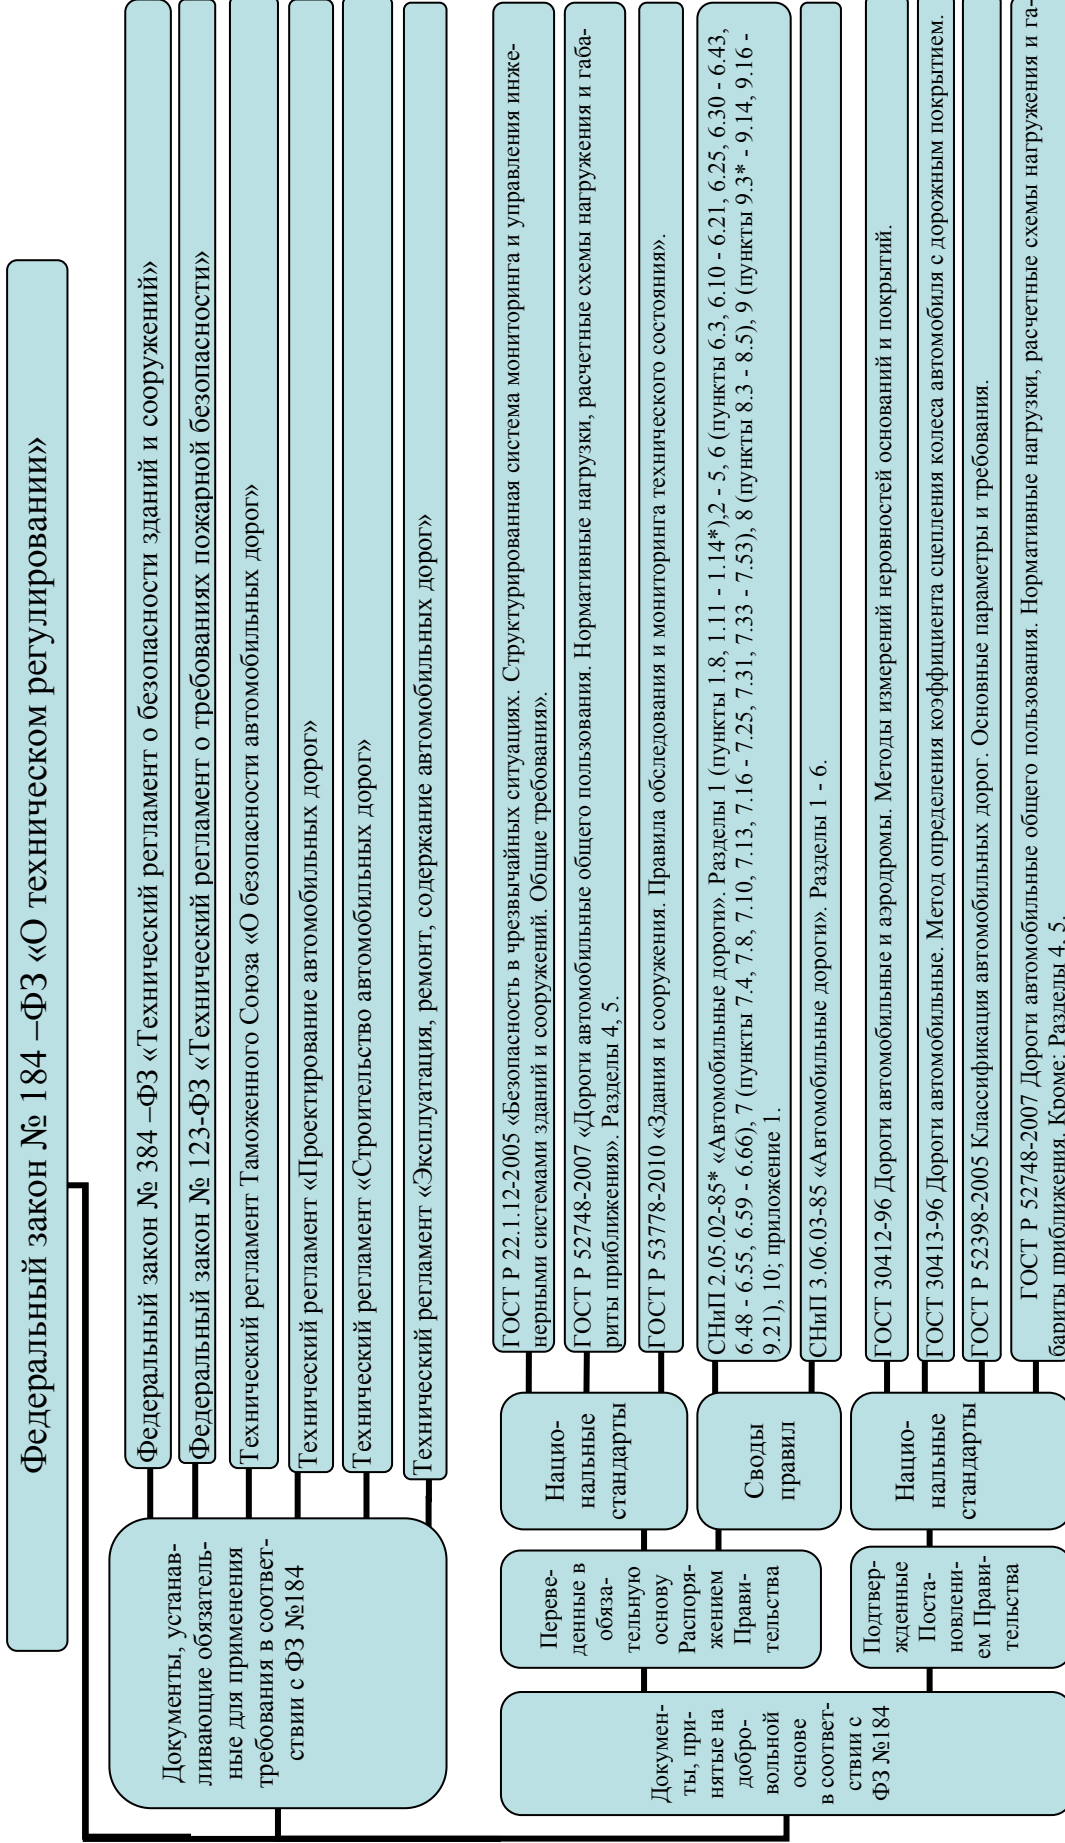 Федеральный закон № 184 –ФЗ «О техническом регулировании»
Документы, устанав-
ливающие обязатель-
ные для применения
требования в соответ-
ствии с ФЗ №184
Федеральный закон № 384 –ФЗ «Технический регламент о безопасности зданий и сооружений»
Федеральный закон № 123-ФЗ «Технический регламент о требованиях пожарной безопасности»
Технический регламент Таможенного Союза «О безопасности автомобильных дорог»
Технический регламент «Проектирование автомобильных дорог»
Технический регламент «Строительство автомобильных дорог»
Технический регламент «Эксплуатация, ремонт, содержание автомобильных дорог»
Докумен-
ты, при-
нятые на
добро-
вольной
основе
в соответ-
ствии с
ФЗ №184
Переве-
денные в
обяза-
тельную
основу
Распоря-
жением
Прави-
тельства
Нацио-
нальные
стандарты
ГОСТ Р 22.1.12-2005 «Безопасность в чрезвычайных ситуациях. Структурированная система мониторинга и управления инже-
нерными системами зданий и сооружений. Общие требования».
ГОСТ Р 52748-2007 «Дороги автомобильные общего пользования. Нормативные нагрузки, расчетные схемы нагружения и габа-
риты приближения». Разделы 4, 5.
ГОСТ Р 53778-2010 «Здания и сооружения. Правила обследования и мониторинга технического состояния».
Своды
правил
СНиП 2.05.02-85* «Автомобильные дороги». Разделы 1 (пункты 1.8, 1.11 - 1.14*),2 - 5, 6 (пункты 6.3, 6.10 - 6.21, 6.25, 6.30 - 6.43,
6.48 - 6.55, 6.59 - 6.66), 7 (пункты 7.4, 7.8, 7.10, 7.13, 7.16 - 7.25, 7.31, 7.33 - 7.53), 8 (пункты 8.3 - 8.5), 9 (пункты 9.3* - 9.14, 9.16 -
9.21), 10; приложение 1.
СНиП 3.06.03-85 «Автомобильные дороги». Разделы 1 - 6.
Подтвер-
жденные
Поста-
новлени-
ем Прави-
тельства
Нацио-
нальные
стандарты
ГОСТ 30412-96 Дороги автомобильные и аэродромы. Методы измерений неровностей оснований и покрытий.
ГОСТ 30413-96 Дороги автомобильные. Метод определения коэффициента сцепления колеса автомобиля с дорожным покрытием.
ГОСТ Р 52398-2005 Классификация автомобильных дорог. Основные параметры и требования.
ГОСТ Р 52748-2007 Дороги автомобильные общего пользования. Нормативные нагрузки, расчетные схемы нагружения и га-
бариты приближения. Кроме: Разделы 4, 5.